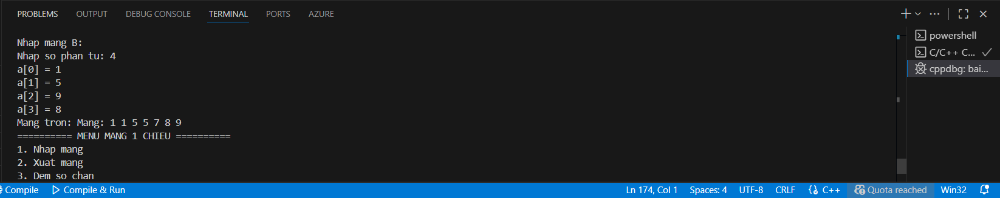 PROBLEMS OUTPUT DEBUG CONSOLE TERMINAL PORTS AZURE
Nhap mang B:
Nhap so phan tu: 4
a[0] = 1
a[1] = 5
a[2] = 9
a[3] = 8
Mang tron: Mang: 1 1 5 5 7 8 9
========== MENU MANG 1 CHIEU ==========
1. Nhap mang
2. Xuat mang
3. Dem so chan
powershell
C/C++ C...
cppdbg: bai...
Compile Compile & Run Ln 174, Col 1 Spaces: 4 UTF-8 CRLF C++ Quota reached Win32